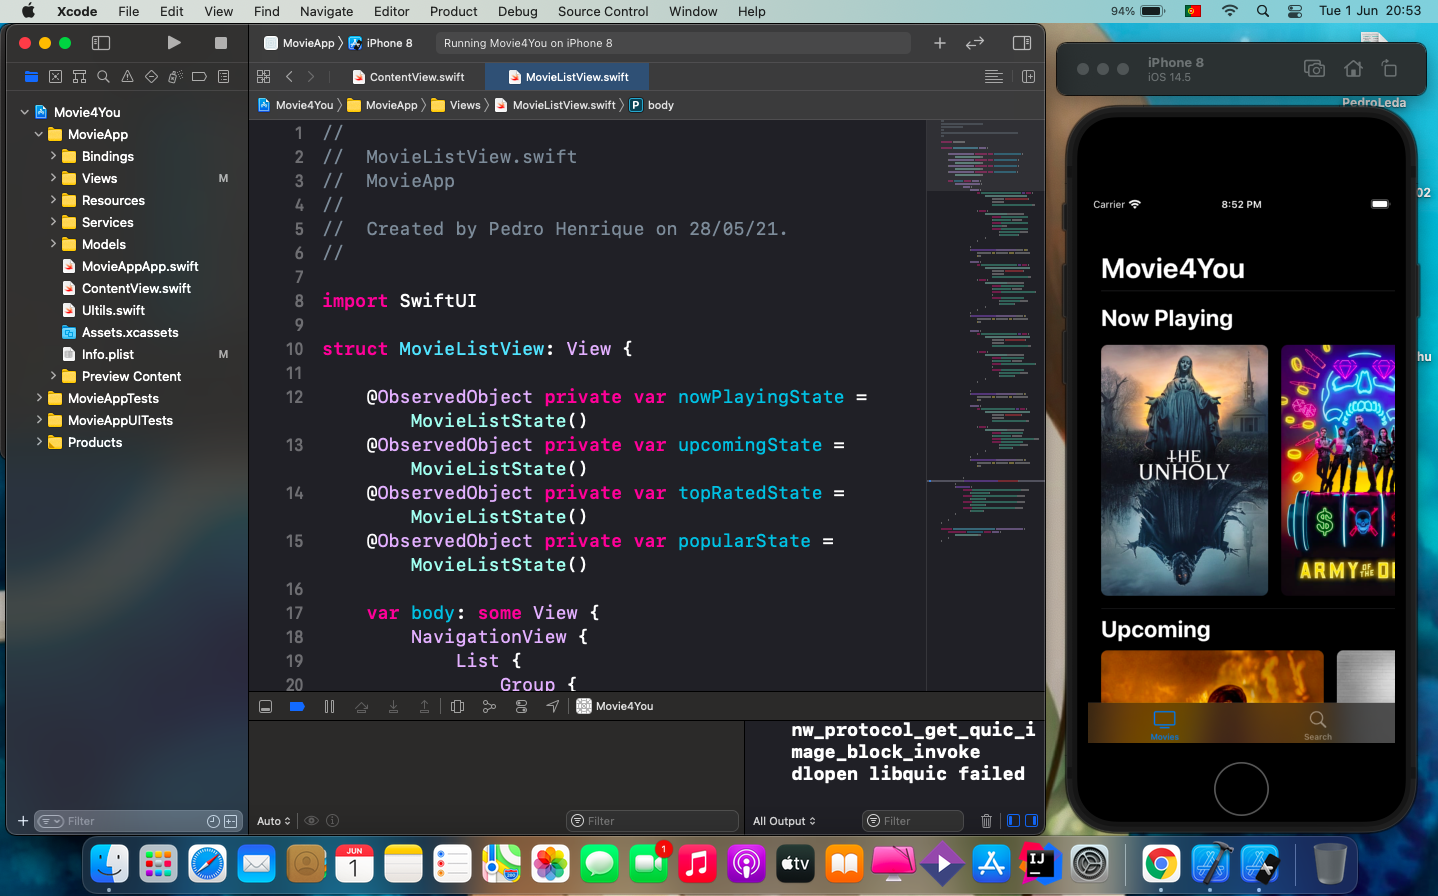 Xcode File Edit View Find Navigate Editor Product Debug Source Control Window Help
94% Tue 1 Jun 20:53
MovieApp iPhone 8
Running Movie4You on iPhone 8
ContentView.swift MovieListView.swift
Movie4You MovieApp Views MovieListView.swift P body
Movie4You
MovieApp
Bindings
Views M
Resources
Services
Models
MovieAppApp.swift
ContentView.swift
Ultils.swift
Assets.xcassets
Info.plist M
Preview Content
MovieAppTests
MovieAppUITests
Products
Filter
1 //
2 //  MovieListView.swift
3 //  MovieApp
4 //
5 //  Created by Pedro Henrique on 28/05/21.
6 //
7
8 import SwiftUI
9
10 struct MovieListView: View {
11
12 @ObservedObject private var nowPlayingState =
MovieListState()
13 @ObservedObject private var upcomingState =
MovieListState()
14 @ObservedObject private var topRatedState =
MovieListState()
15 @ObservedObject private var popularState =
MovieListState()
16
17 var body: some View {
18 NavigationView {
19 List {
20 Group {
Movie4You
nw_protocol_get_quic_i
mage_block_invoke
dlopen libquic failed
Auto Filter
All Output Filter
iPhone 8
iOS 14.5
PedroLeda
02
hu
Carrier 8:52 PM
Movie4You
Now Playing
THE
UNHOLY
$
$
ARMY OF THE
Upcoming
Movies Search
JUN
1
280
1
tv
IJ